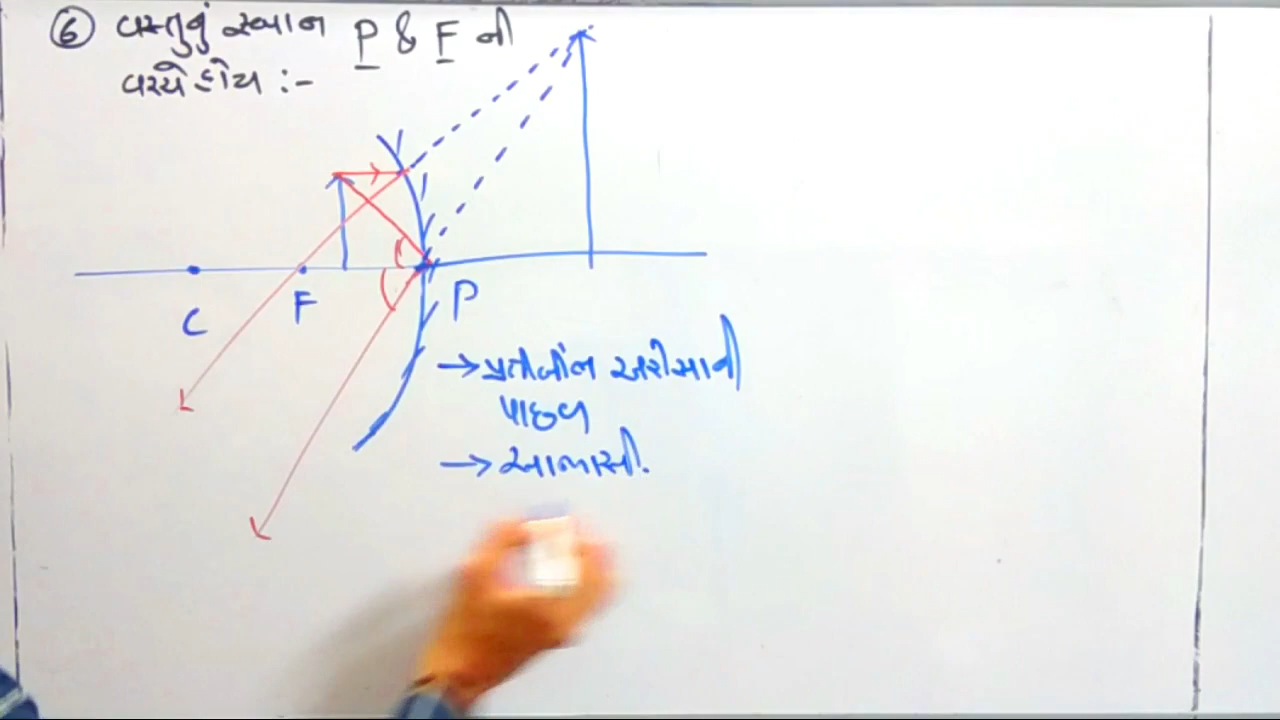 ⑥ વસ્તુનું સ્થાન P & F ની
વચ્ચે હોય :-
C
F
P
→ પ્રતીબીંબ અરીસાની
પાછળ
→ આભાસી.